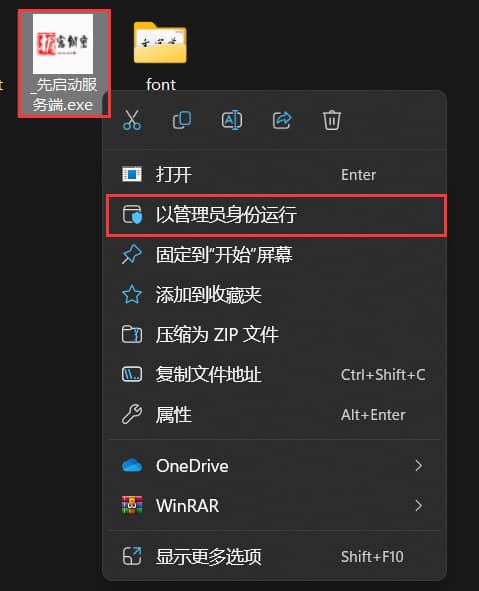 _先启动服
务端.exe
font
打开 Enter
以管理员身份运行
固定到"开始"屏幕
添加到收藏夹
压缩为 ZIP 文件
复制文件地址 Ctrl+Shift+C
属性 Alt+Enter
OneDrive
WinRAR
显示更多选项 Shift+F10